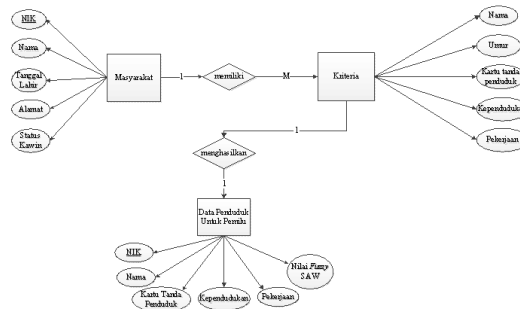 NIK
Nama
Tanggal
Lahir
Alamat
Status
Kawin
Masyarakat
1
memiliki
M
Kriteria
Nama
Umur
Kartu tanda
penduduk
Kependudukan
Pekerjaan
1
menghasilkan
1
Data Penduduk
Untuk Pemilu
NIK
Nama
Kartu Tanda
Penduduk
Kependudukan
Pekerjaan
Nilai Fuzzy
SAW